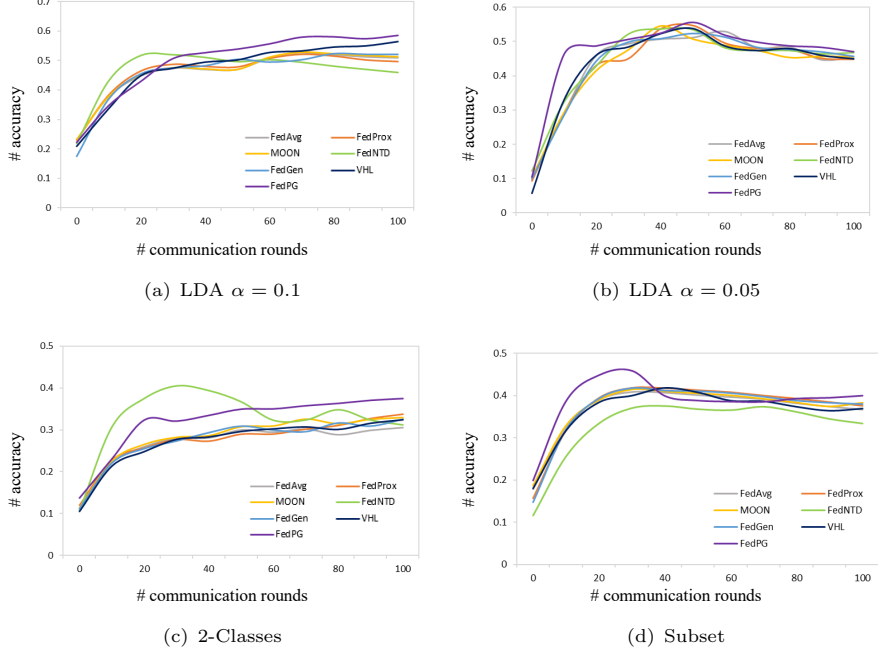 0.7
0.6
0.5
0.4
0.3
0.2
0.1
0
# accuracy
FedAvg FedProx
MOON FedNTD
FedGen VHL
FedPG
0 20 40 60 80 100
# communication rounds
(a) LDA α = 0.1
0.6
0.5
0.4
0.3
0.2
0.1
0
# accuracy
FedAvg FedProx
MOON FedNTD
FedGen VHL
FedPG
0 20 40 60 80 100
# communication rounds
(b) LDA α = 0.05
0.5
0.4
0.3
0.2
0.1
0
# accuracy
FedAvg FedProx
MOON FedNTD
FedGen VHL
FedPG
0 20 40 60 80 100
# communication rounds
(c) 2-Classes
0.5
0.4
0.3
0.2
0.1
0
# accuracy
FedAvg FedProx
MOON FedNTD
FedGen VHL
FedPG
0 20 40 60 80 100
# communication rounds
(d) Subset